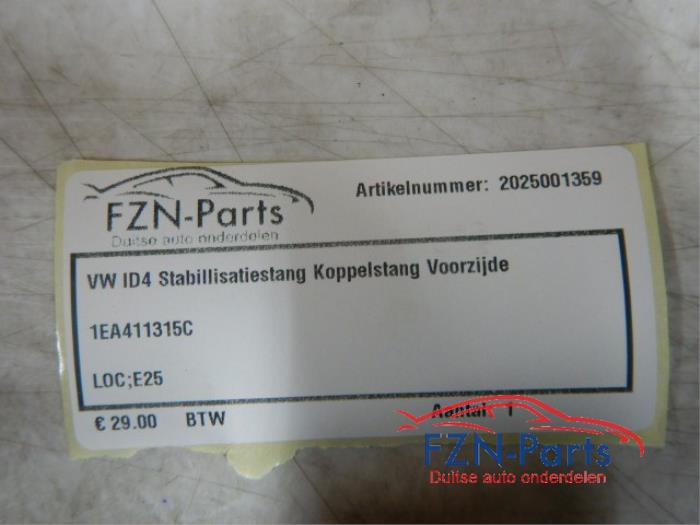 FZN-Parts
Duitse auto onderdelen
Artikelnummer: 2025001359
VW ID4 Stabillisatiestang Koppelstang Voorzijde
1EA411315C
LOC;E25
€ 29.00 BTW
Aantal: 1
FZN-Parts
Duitse auto onderdelen